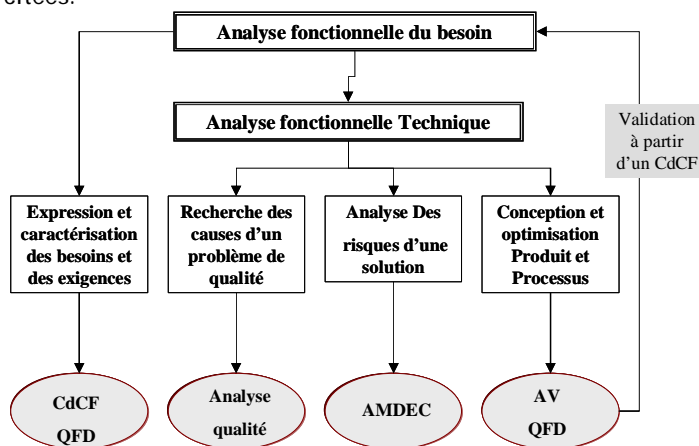 Analyse fonctionnelle du besoin
Analyse fonctionnelle Technique
Validation
à partir
d'un CdCF
Expression et
caractérisation
des besoins et
des exigences
Recherche des
causes d'un
problème de
qualité
Analyse Des
risques d'une
solution
Conception et
optimisation
Produit et
Processus
CdCF
QFD
Analyse
qualité
AMDEC
AV
QFD